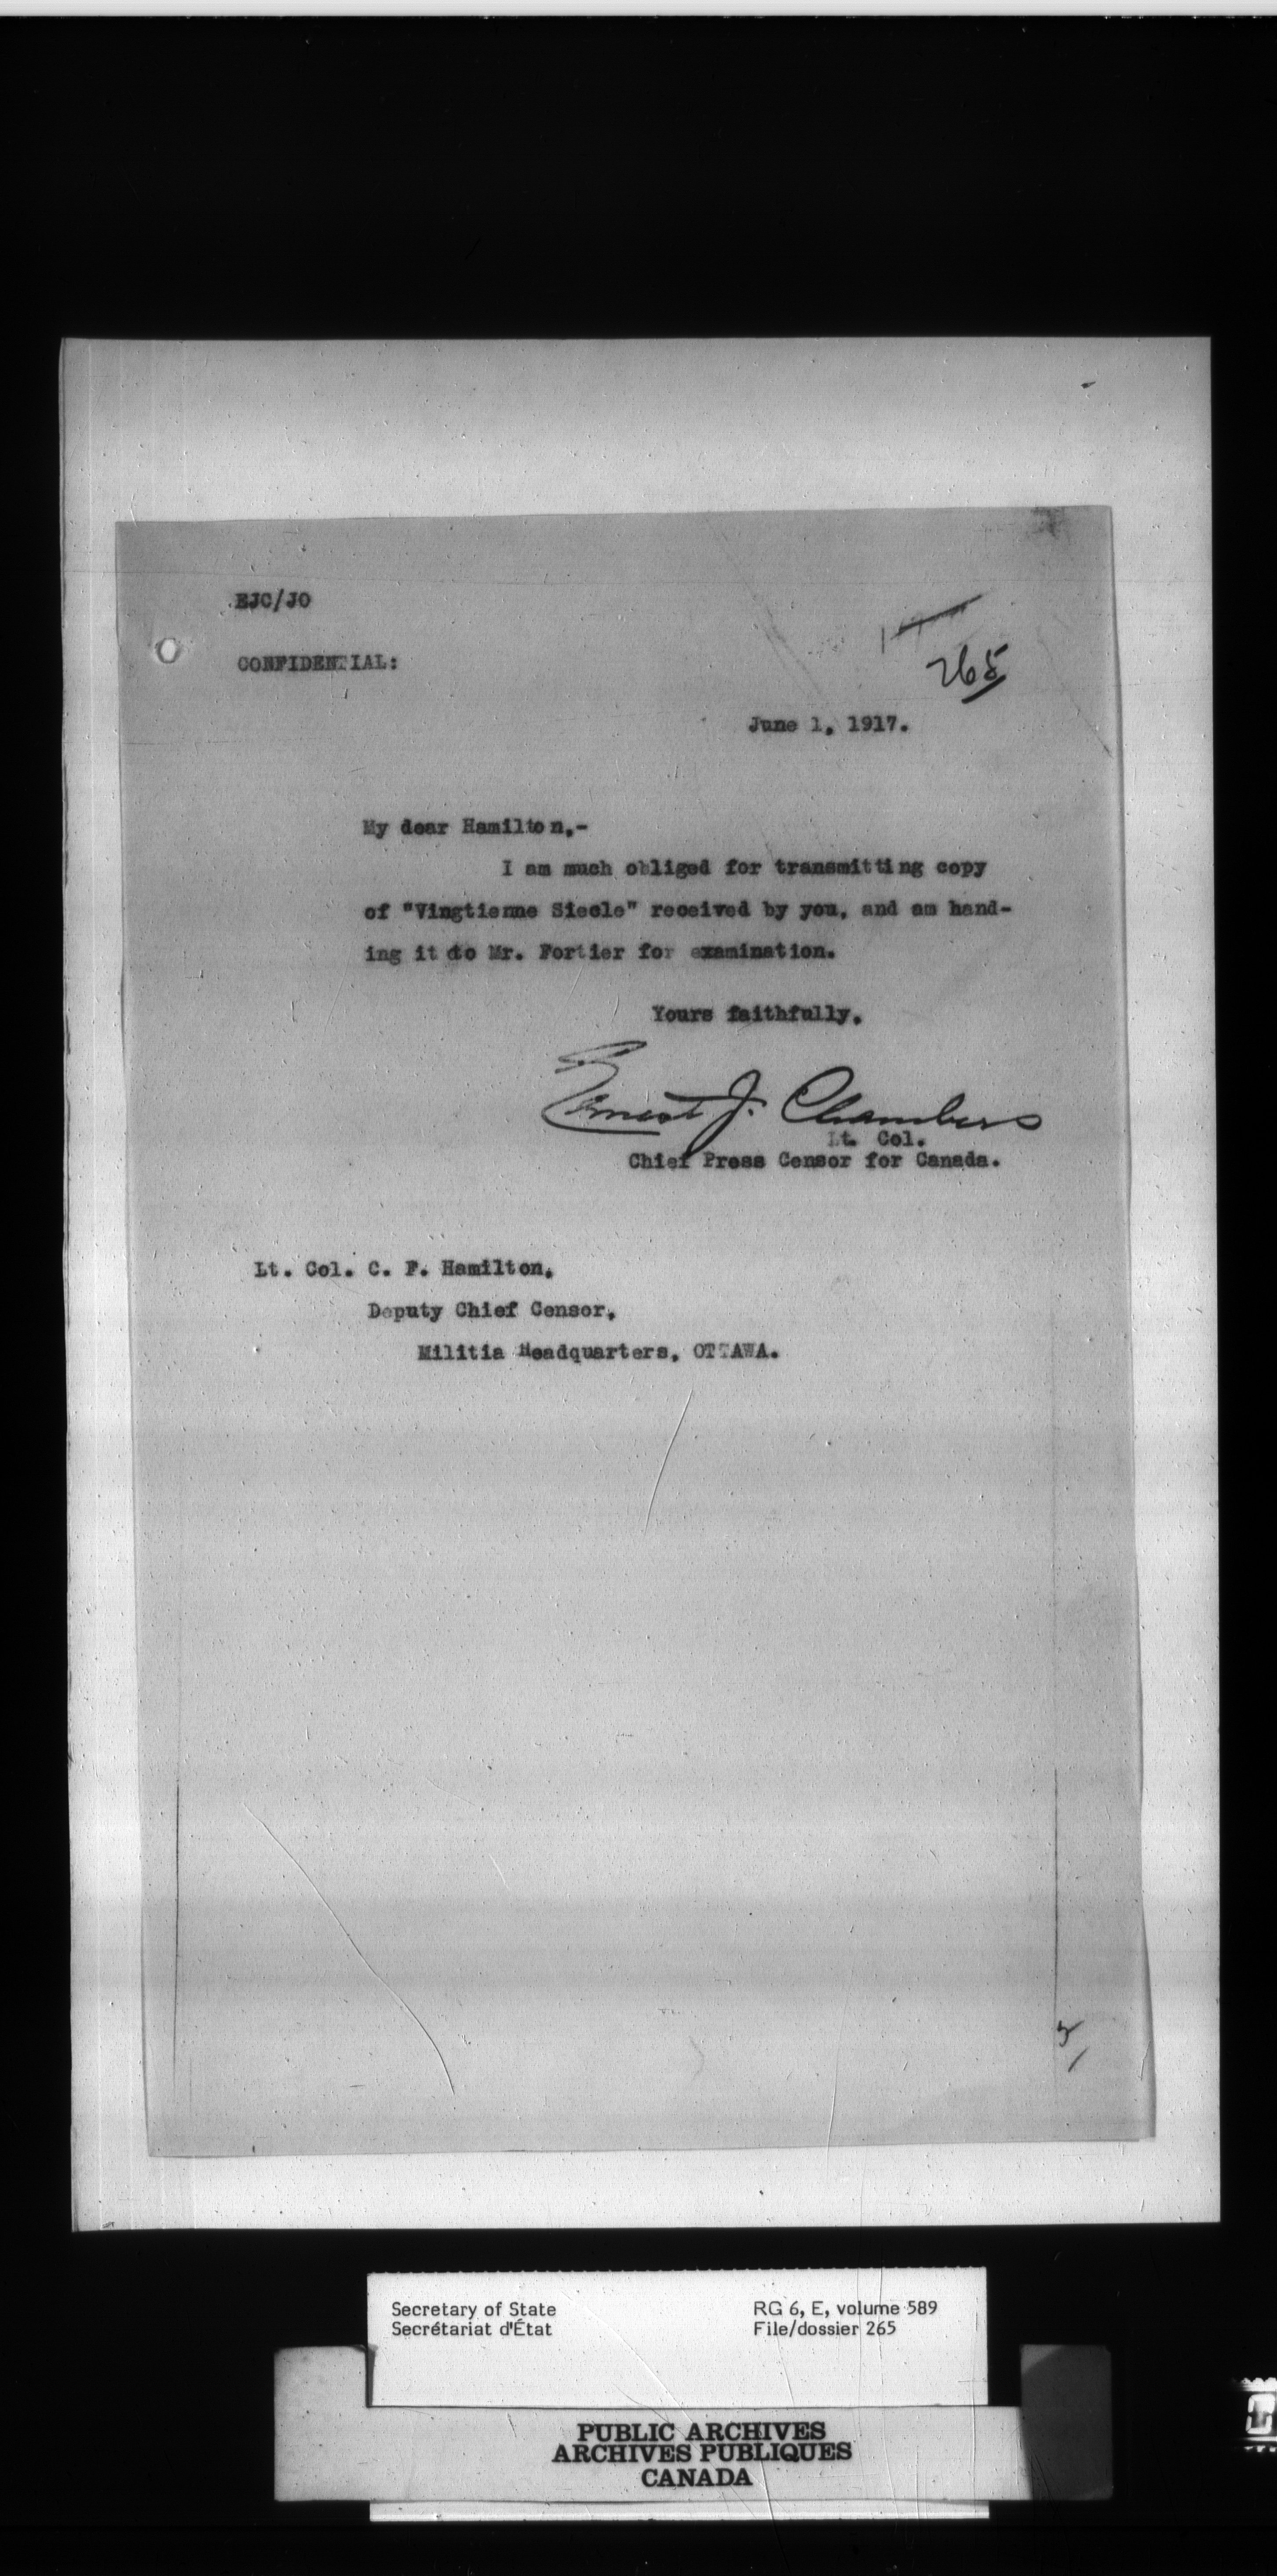 EJC/JO
CONFIDENTIAL:
265
June 1, 1917.
My dear Hamilton,-
I am much obliged for transmitting copy
of "Vingtieme Siecle" received by you, and am hand-
ing it to Mr. Fortier for examination.
Yours faithfully,
Ernest J. Chambers
Lt. Col.
Chief Press Censor for Canada.
Lt. Col. C. F. Hamilton,
Deputy Chief Censor,
Militia Headquarters, OTTAWA.
Secretary of State
Secrétariat d'État
RG 6, E, volume 589
File/dossier 265
PUBLIC ARCHIVES
ARCHIVES PUBLIQUES
CANADA